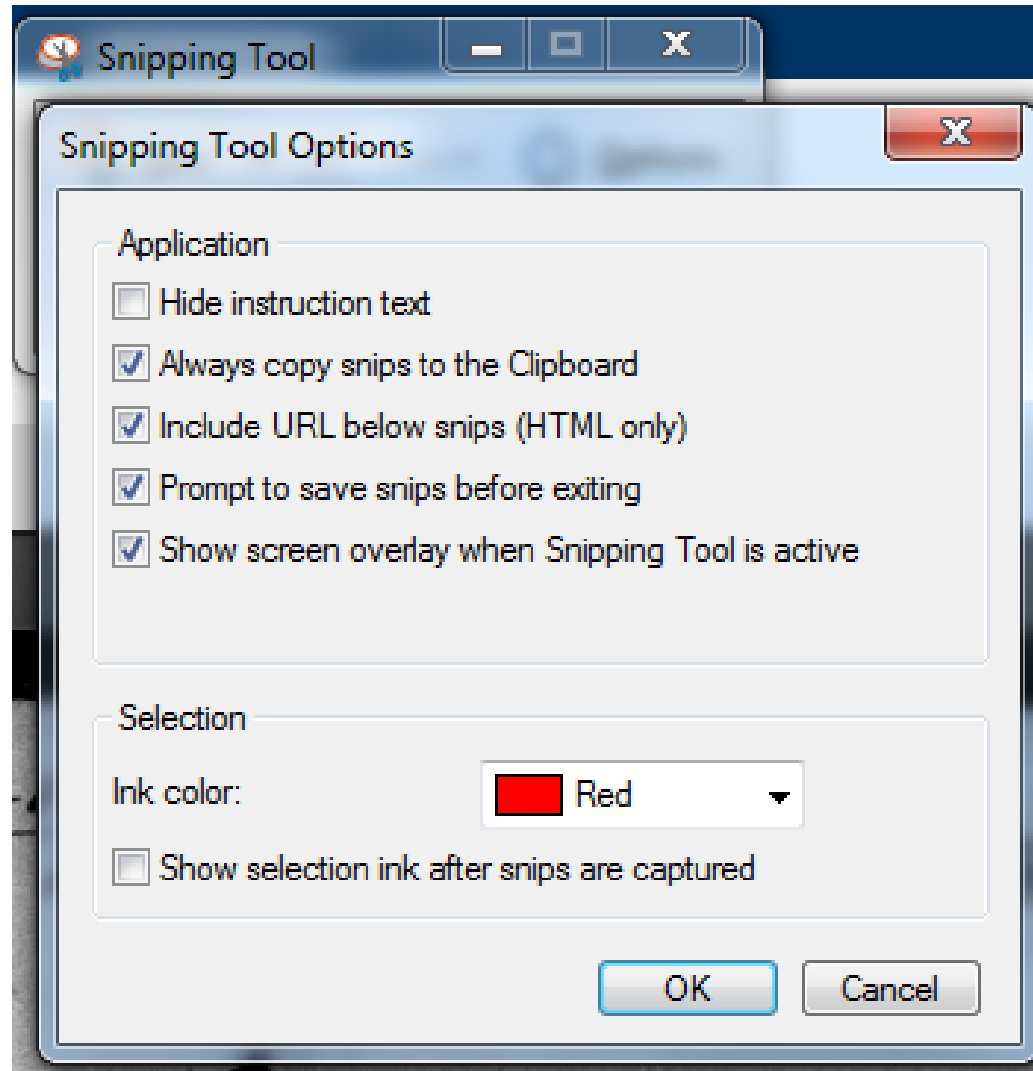 Snipping Tool
Snipping Tool Options
Application
Hide instruction text
Always copy snips to the Clipboard
Include URL below snips (HTML only)
Prompt to save snips before exiting
Show screen overlay when Snipping Tool is active
Selection
Ink color:
Red
Show selection ink after snips are captured
OK
Cancel